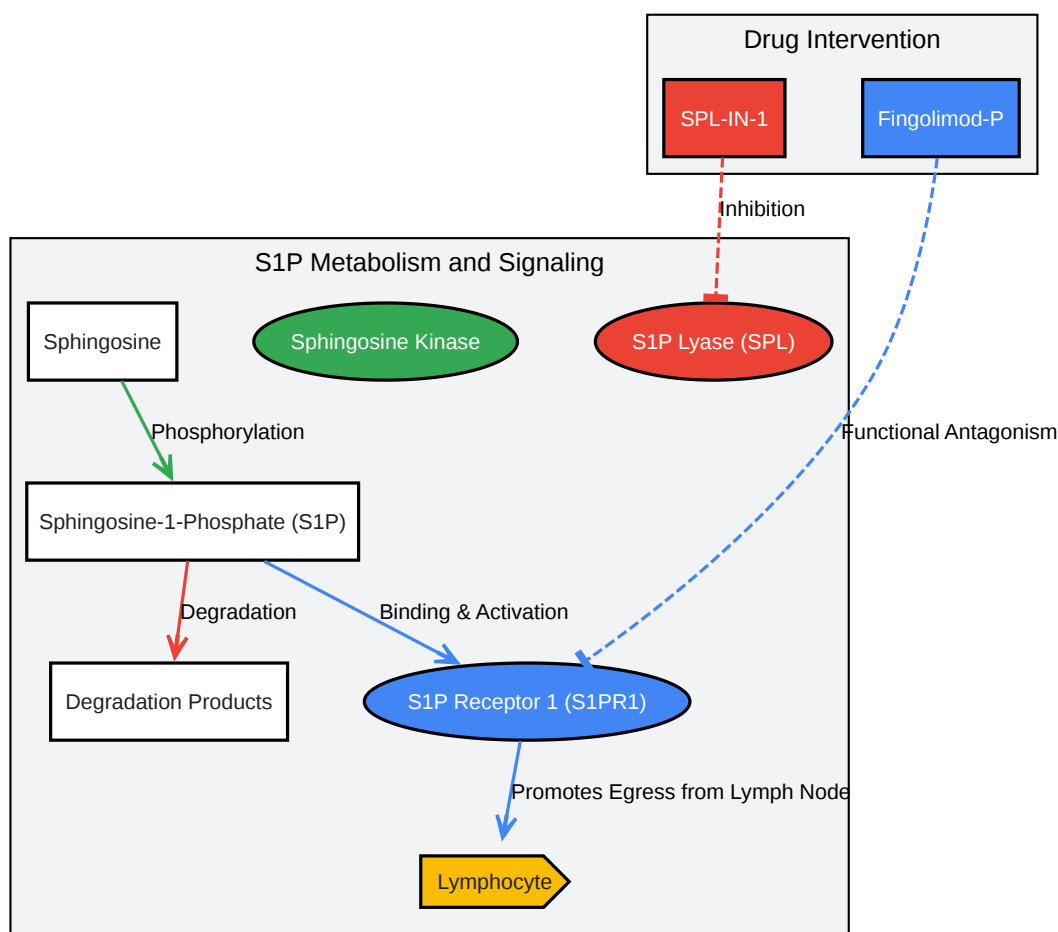 Drug Intervention
SPL-IN-1
Fingolimod-P
Inhibition
S1P Metabolism and Signaling
Sphingosine
Sphingosine Kinase
S1P Lyase (SPL)
Phosphorylation
Functional Antagonism
Sphingosine-1-Phosphate (S1P)
Degradation
Binding & Activation
Degradation Products
S1P Receptor 1 (S1PR1)
Promotes Egress from Lymph Node
Lymphocyte